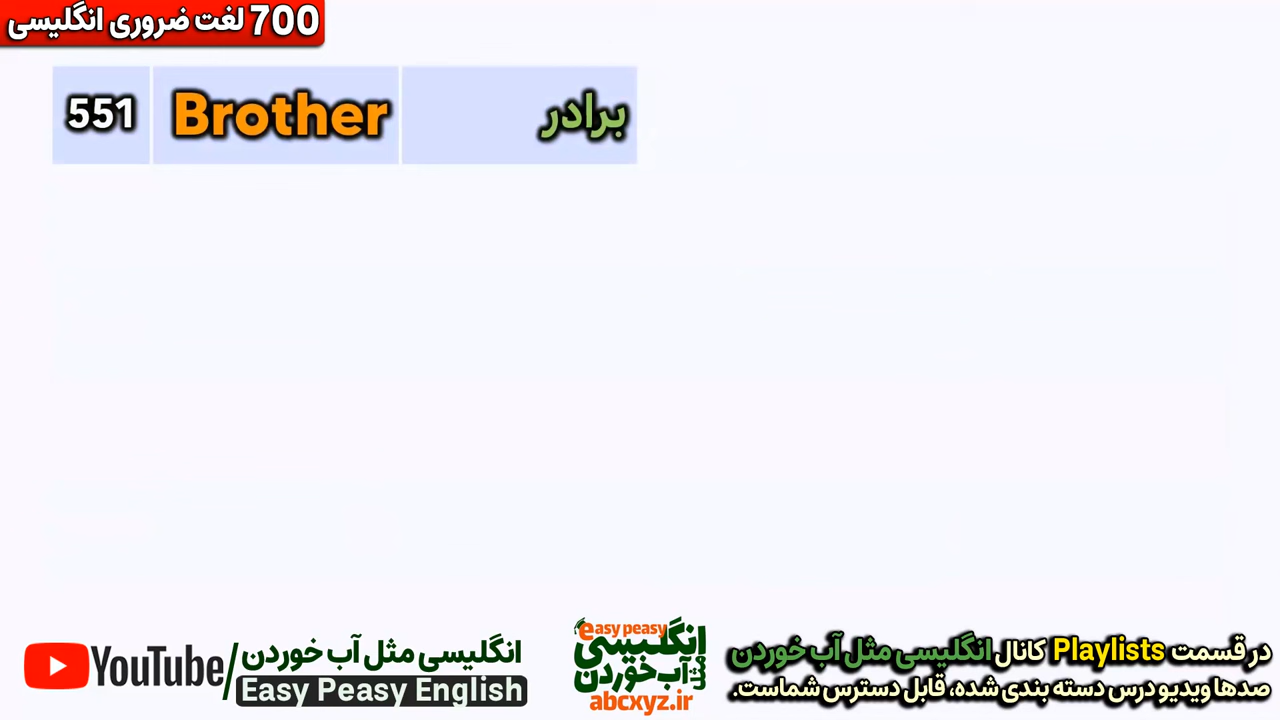 700 لغت ضروری انگلیسی
551 Brother برادر
YouTube/انگلیسی مثل آب خوردن
Easy Peasy English
easy peasy
انگلیسی
مثل آب خوردن
abcxyz.ir
در قسمت Playlists کانال انگلیسی مثل آب خوردن
صدها ویدیو درس دسته بندی شده، قابل دسترس شماست.